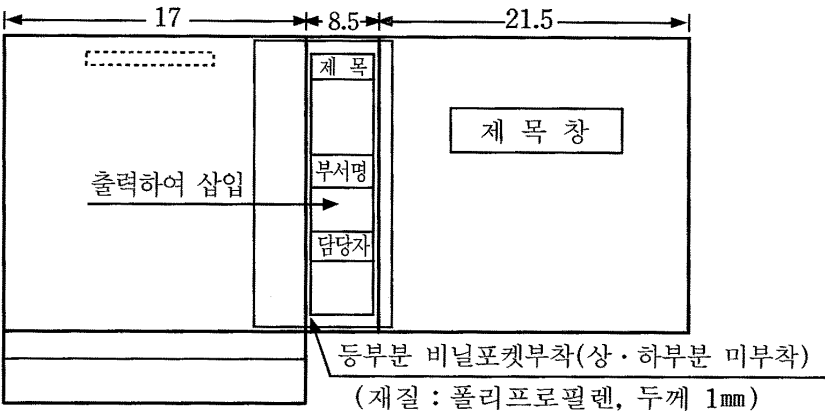 17 8.5 21.5
제 목
제 목 창
부서명
출력하여 삽입
담당자
등부분 비닐포켓부착(상·하부분 미부착)
(재질 : 폴리프로필렌, 두께 1㎜)